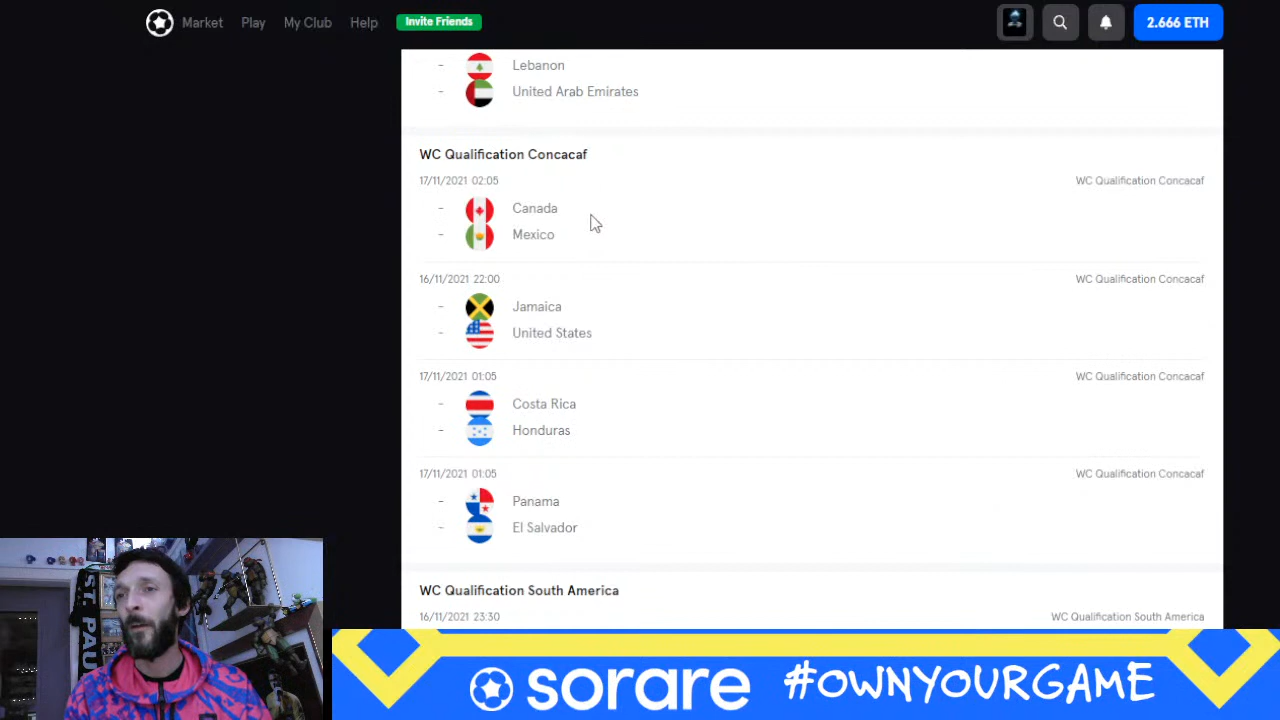 Market Play My Club Help Invite Friends 2.666 ETH
- Lebanon
- United Arab Emirates
WC Qualification Concacaf
17/11/2021 02:05 WC Qualification Concacaf
- Canada
- Mexico
16/11/2021 22:00 WC Qualification Concacaf
- Jamaica
- United States
17/11/2021 01:05 WC Qualification Concacaf
- Costa Rica
- Honduras
17/11/2021 01:05 WC Qualification Concacaf
- Panama
- El Salvador
WC Qualification South America
16/11/2021 23:30 WC Qualification South America
ST. PAU
sorare #OWNYOURGAME